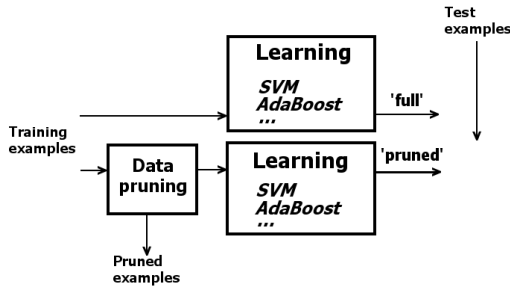 Test
examples
Learning
SVM
AdaBoost
...
'full'
Training
examples
Data
pruning
Learning
SVM
AdaBoost
...
'pruned'
Pruned
examples